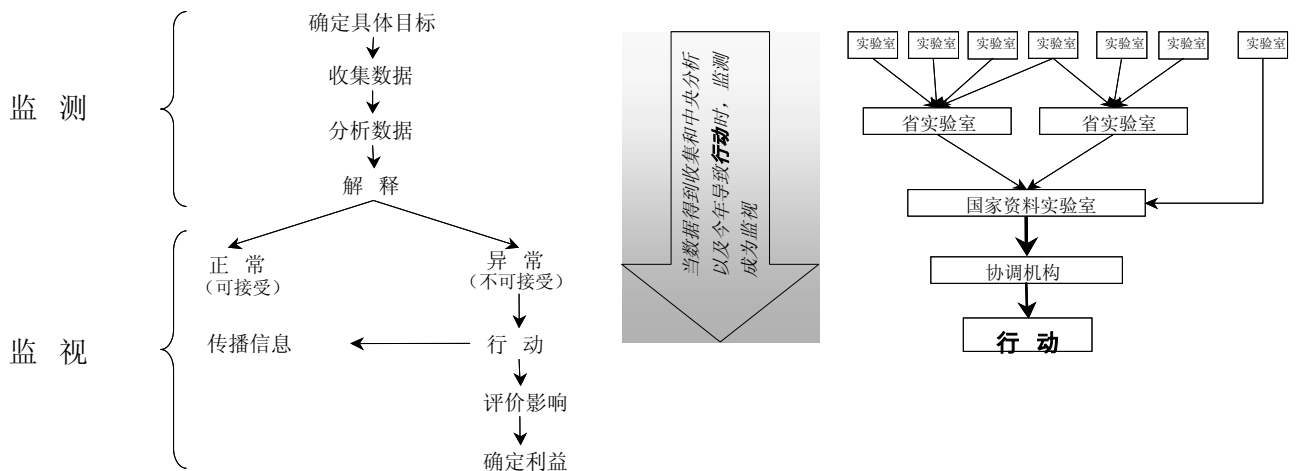 监 测
确定具体目标
收集数据
分析数据
解 释
监 视
正 常
（可接受）
异 常
（不可接受）
传播信息
行 动
评价影响
确定利益
当数据得到收集和中央分析
以及今年导致行动时，监测
成为监视
实验室 实验室 实验室 实验室 实验室 实验室 实验室
省实验室 省实验室
国家资料实验室
协调机构
行 动